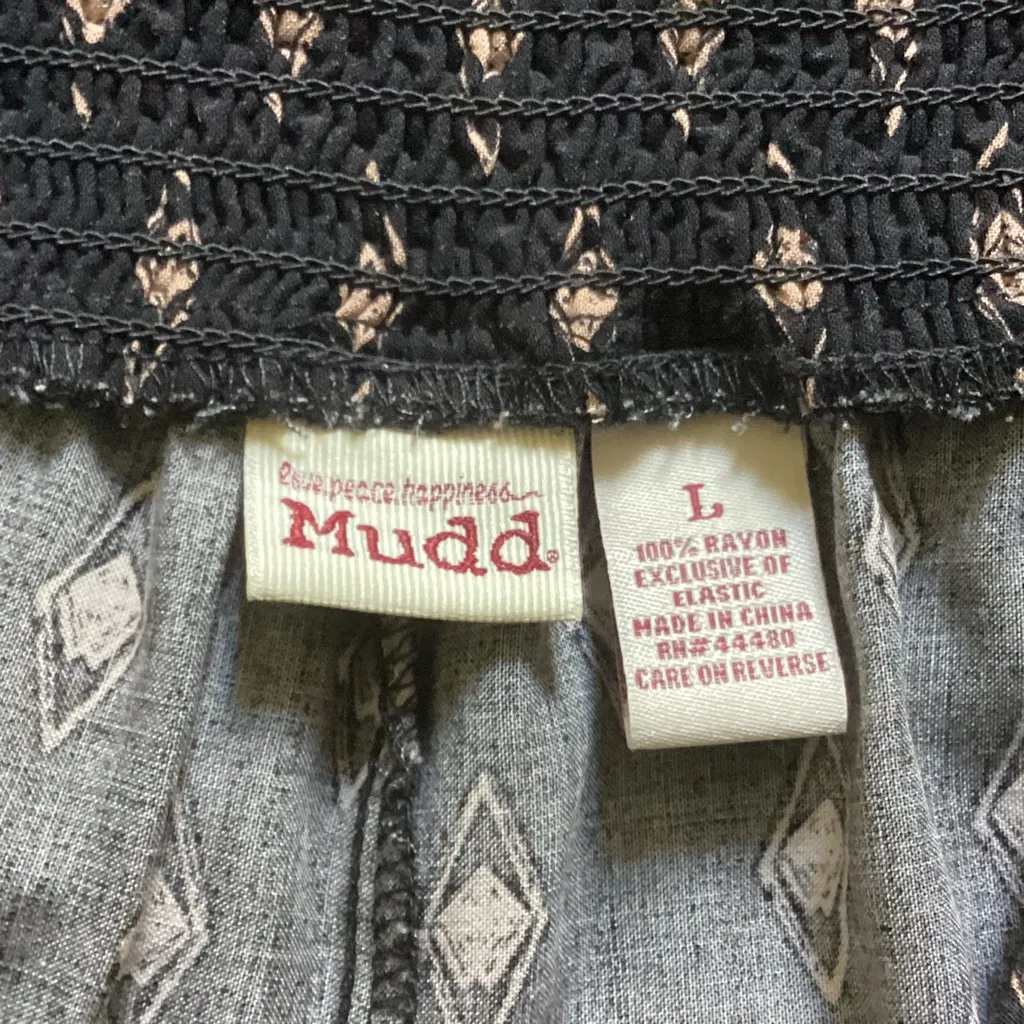 love.peace.happiness
Mudd®
L
100% RAYON
EXCLUSIVE OF
ELASTIC
MADE IN CHINA
RN#44480
CARE ON REVERSE